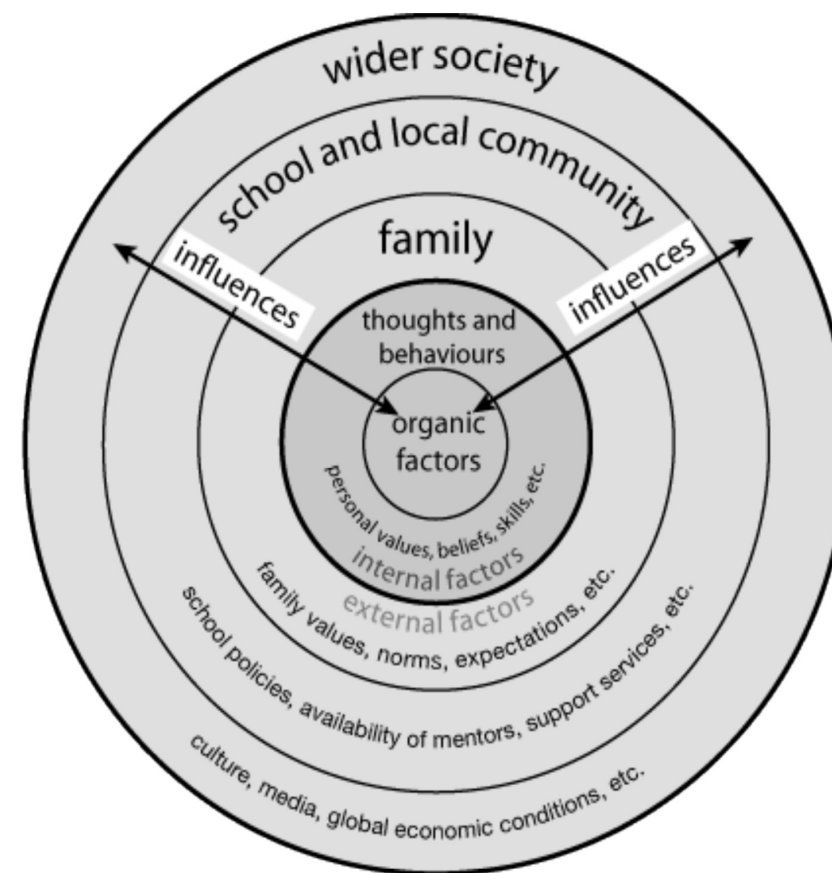 wider society
school and local community
family
influences
influences
thoughts and
behaviours
organic
factors
personal values, beliefs, skills, etc.
internal factors
external factors
family values, norms, expectations, etc.
school policies, availability of mentors, support services, etc.
culture, media, global economic conditions, etc.